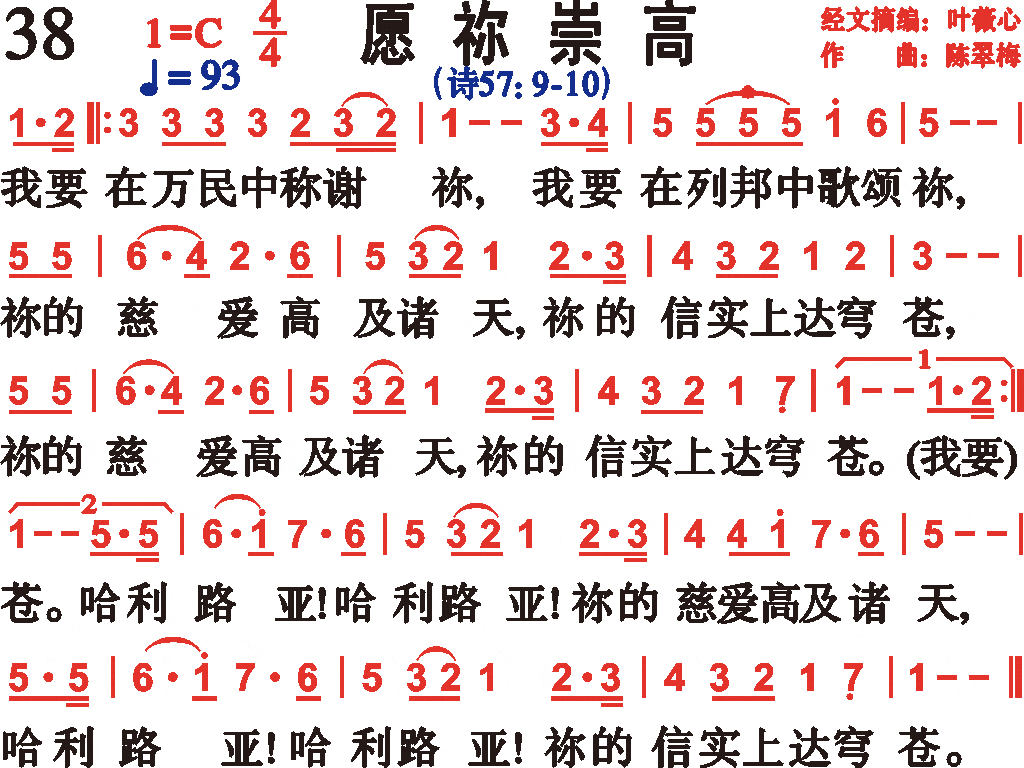 38 1=C 4/4 愿祢崇高 经文摘编：叶薇心
♩=93 (诗57：9-10) 作 曲：陈翠梅
1·2 ‖:3 3 3 3 2 3 2 | 1-- 3·4 | 5 5 5 5 i 6 | 5-- |
我要 在万民中称谢 祢, 我要 在列邦中歌颂祢,
5 5 | 6·4 2·6 | 5 3 2 1 2·3 | 4 3 2 1 2 | 3-- |
祢的 慈 爱高 及诸 天, 祢的 信实上达穹 苍,
1
5 5 | 6·4 2·6 | 5 3 2 1 2·3 | 4 3 2 1 7̣ | 1-- 1·2 :‖
祢的 慈 爱高 及诸 天, 祢的 信实上达穹 苍。(我要)
2
1-- 5·5 | 6·i 7·6 | 5 3 2 1 2·3 | 4 4 i 7·6 | 5-- |
苍。哈利 路 亚!哈 利路 亚! 祢的 慈爱高及诸 天,
5·5 | 6·i 7·6 | 5 3 2 1 2·3 | 4 3 2 1 7̣ | 1-- ‖
哈利 路 亚!哈 利路 亚! 祢的 信实上达穹 苍。